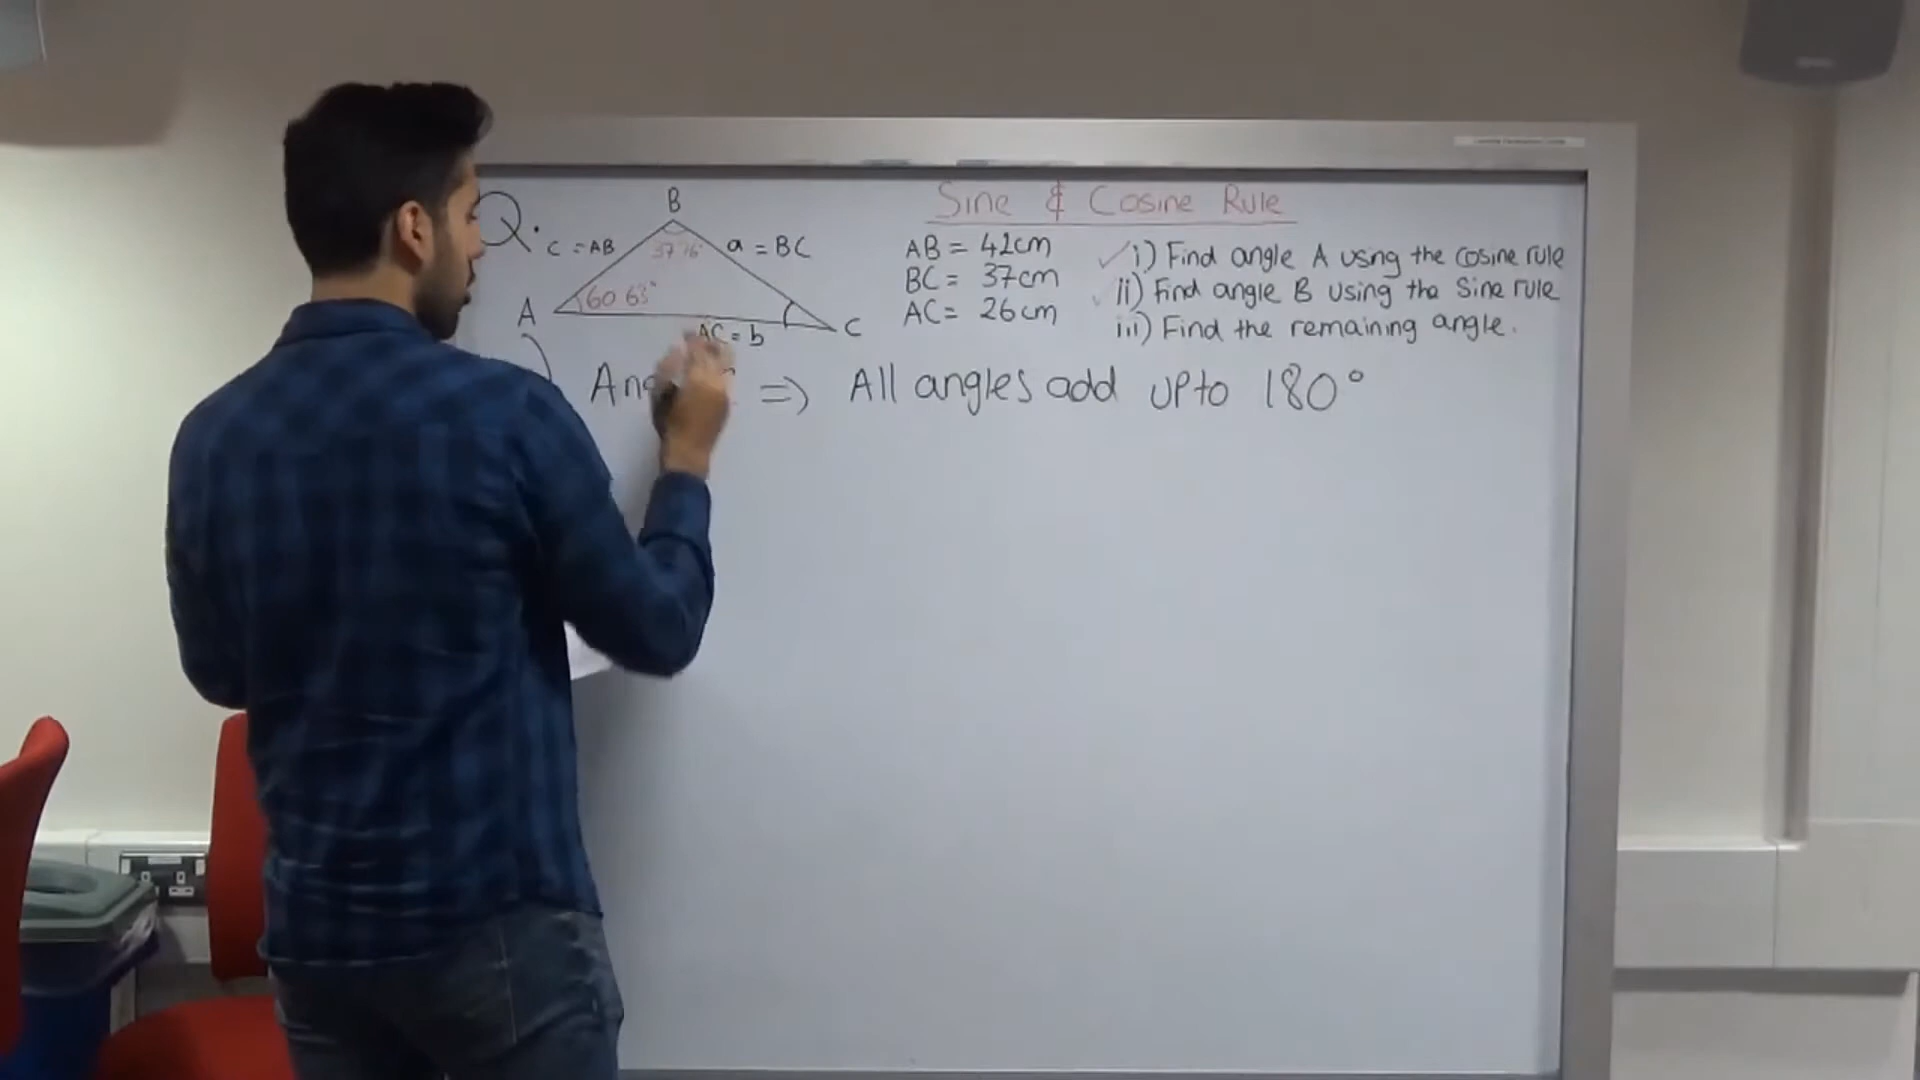 Sine & Cosine Rule
Q.
B
C = AB
37.76°
a = BC
A
60.63°
C
AC = b
AB = 42cm
BC = 37cm
AC = 26cm
✓ i) Find angle A using the cosine rule
✓ ii) Find angle B using the sine rule
iii) Find the remaining angle.
⇒ All angles add up to 180°